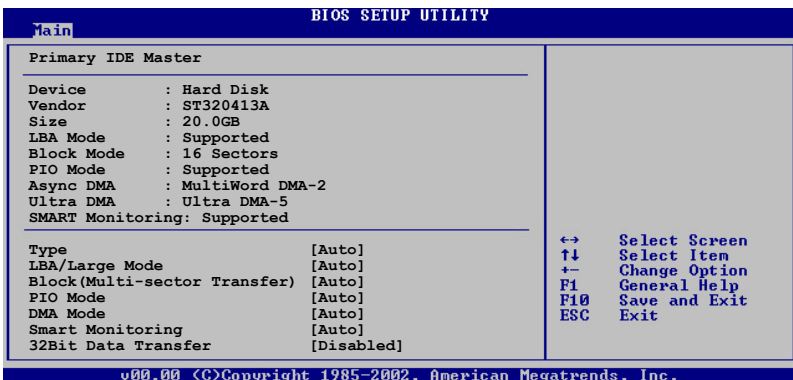 BIOS SETUP UTILITY
Main
Primary IDE Master
Device : Hard Disk
Vendor : ST320413A
Size : 20.0GB
LBA Mode : Supported
Block Mode : 16 Sectors
PIO Mode : Supported
Async DMA : MultiWord DMA-2
Ultra DMA : Ultra DMA-5
SMART Monitoring: Supported
Type [Auto]
LBA/Large Mode [Auto]
Block(Multi-sector Transfer) [Auto]
PIO Mode [Auto]
DMA Mode [Auto]
Smart Monitoring [Auto]
32Bit Data Transfer [Disabled]
←→ Select Screen
↑↓ Select Item
+- Change Option
F1 General Help
F10 Save and Exit
ESC Exit
v00.00 (C)Copyright 1985-2002, American Megatrends, Inc.